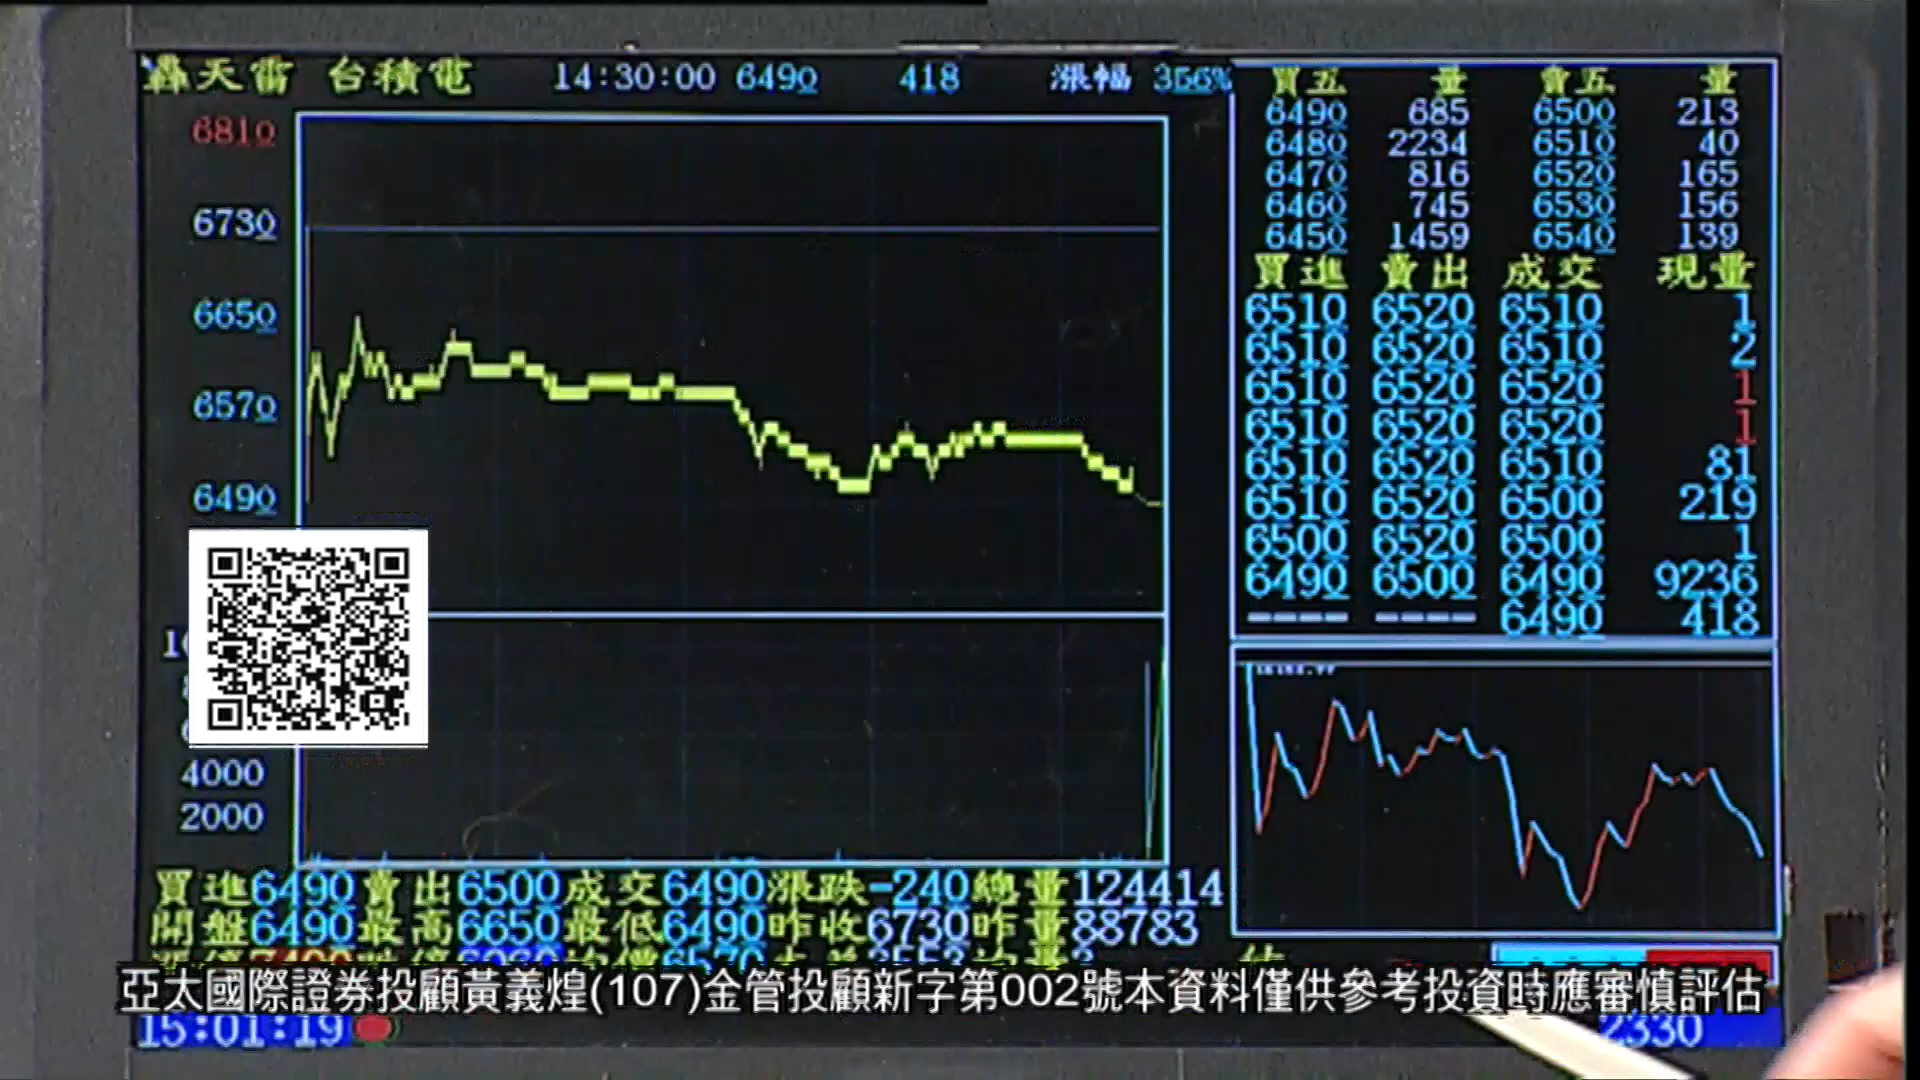 轟天雷 台積電 14:30:00 6490 418 漲幅 356%
6810
6730
6650
6570
6490
4000
2000
買五 量 賣五 量
6490 685 6500 213
6480 2234 6510 40
6470 816 6520 165
6460 745 6530 156
6450 1459 6540 139
買進 賣出 成交 現量
6510 6520 6510 1
6510 6520 6510 2
6510 6520 6520 1
6510 6520 6520 1
6510 6520 6510 81
6510 6520 6500 219
6500 6520 6500 1
6490 6500 6490 9236
---- ---- 6490 418
買進6490賣出6500成交6490漲跌-240總量124414
開盤6490最高6650最低6490昨收6730昨量88783
亞太國際證券投顧黃義煌(107)金管投顧新字第002號本資料僅供參考投資時應審慎評估
15:01:19 2330